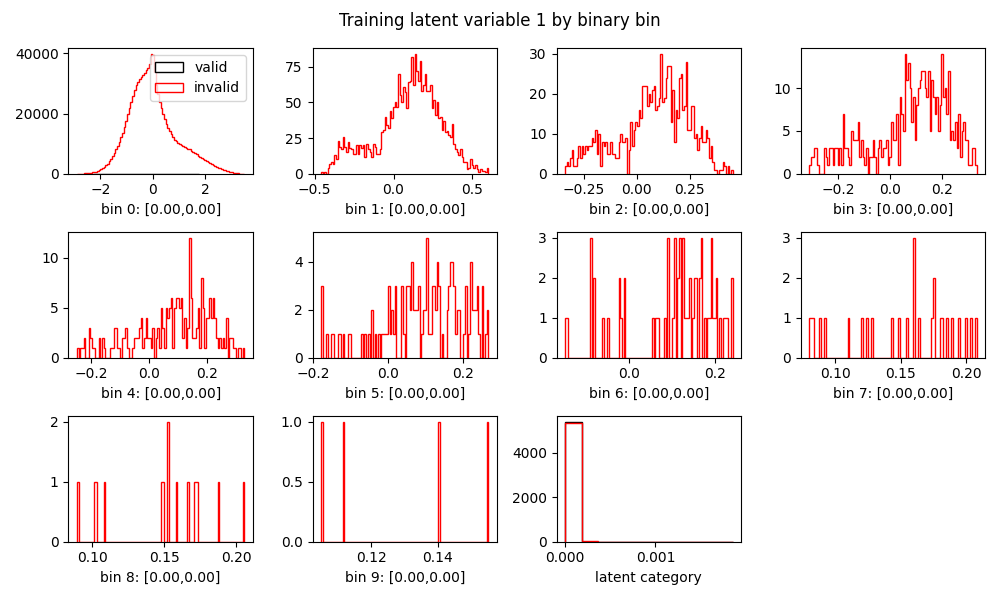 Training latent variable 1 by binary bin
40000
20000
0
−2 0 2
bin 0: [0.00,0.00]
valid
invalid
75
50
25
0
−0.5 0.0 0.5
bin 1: [0.00,0.00]
30
20
10
0
−0.25 0.00 0.25
bin 2: [0.00,0.00]
10
5
0
−0.2 0.0 0.2
bin 3: [0.00,0.00]
10
5
0
−0.2 0.0 0.2
bin 4: [0.00,0.00]
4
2
0
−0.2 0.0 0.2
bin 5: [0.00,0.00]
3
2
1
0
0.0 0.2
bin 6: [0.00,0.00]
3
2
1
0
0.10 0.15 0.20
bin 7: [0.00,0.00]
2
1
0
0.10 0.15 0.20
bin 8: [0.00,0.00]
1.0
0.5
0.0
0.12 0.14
bin 9: [0.00,0.00]
4000
2000
0
0.000 0.001
latent category